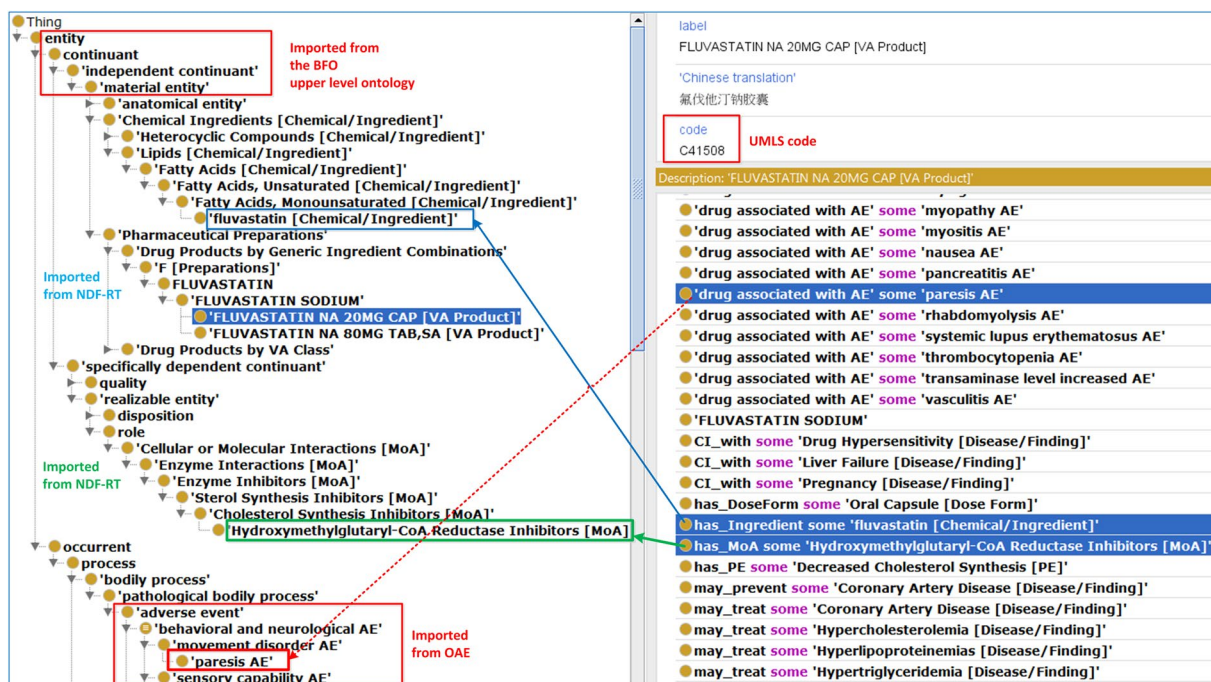 Thing
entity
continuant
'independent continuant'
'material entity'
Imported from
the BFO
upper level ontology
'anatomical entity'
'Chemical Ingredients [Chemical/Ingredient]'
'Heterocyclic Compounds [Chemical/Ingredient]'
'Lipids [Chemical/Ingredient]'
'Fatty Acids [Chemical/Ingredient]'
'Fatty Acids, Unsaturated [Chemical/Ingredient]'
'Fatty Acids, Monounsaturated [Chemical/Ingredient]'
'fluvastatin [Chemical/Ingredient]'
'Pharmaceutical Preparations'
'Drug Products by Generic Ingredient Combinations'
'F [Preparations]'
Imported
from NDF-RT
FLUVASTATIN
'FLUVASTATIN SODIUM'
'FLUVASTATIN NA 20MG CAP [VA Product]'
'FLUVASTATIN NA 80MG TAB,SA [VA Product]'
'Drug Products by VA Class'
'specifically dependent continuant'
quality
'realizable entity'
disposition
role
'Cellular or Molecular Interactions [MoA]'
Imported
from NDF-RT
'Enzyme Interactions [MoA]'
'Enzyme Inhibitors [MoA]'
'Sterol Synthesis Inhibitors [MoA]'
'Cholesterol Synthesis Inhibitors [MoA]'
'Hydroxymethylglutaryl-CoA Reductase Inhibitors [MoA]
occurrent
process
'bodily process'
'pathological bodily process'
'adverse event'
'behavioral and neurological AE'
'movement disorder AE'
'paresis AE'
'sensory capability AE'
Imported
from OAE
label
FLUVASTATIN NA 20MG CAP [VA Product]
'Chinese translation'
氟伐他汀钠胶囊
code
C41508
UMLS code
Description: 'FLUVASTATIN NA 20MG CAP [VA Product]'
'drug associated with AE' some 'myopathy AE'
'drug associated with AE' some 'myositis AE'
'drug associated with AE' some 'nausea AE'
'drug associated with AE' some 'pancreatitis AE'
'drug associated with AE' some 'paresis AE'
'drug associated with AE' some 'rhabdomyolysis AE'
'drug associated with AE' some 'systemic lupus erythematosus AE'
'drug associated with AE' some 'thrombocytopenia AE'
'drug associated with AE' some 'transaminase level increased AE'
'drug associated with AE' some 'vasculitis AE'
'FLUVASTATIN SODIUM'
CI_with some 'Drug Hypersensitivity [Disease/Finding]'
CI_with some 'Liver Failure [Disease/Finding]'
CI_with some 'Pregnancy [Disease/Finding]'
has_DoseForm some 'Oral Capsule [Dose Form]'
has_Ingredient some 'fluvastatin [Chemical/Ingredient]'
has_MoA some 'Hydroxymethylglutaryl-CoA Reductase Inhibitors [MoA]'
has_PE some 'Decreased Cholesterol Synthesis [PE]'
may_prevent some 'Coronary Artery Disease [Disease/Finding]'
may_treat some 'Coronary Artery Disease [Disease/Finding]'
may_treat some 'Hypercholesterolemia [Disease/Finding]'
may_treat some 'Hyperlipoproteinemias [Disease/Finding]'
may_treat some 'Hypertriglyceridemia [Disease/Finding]'